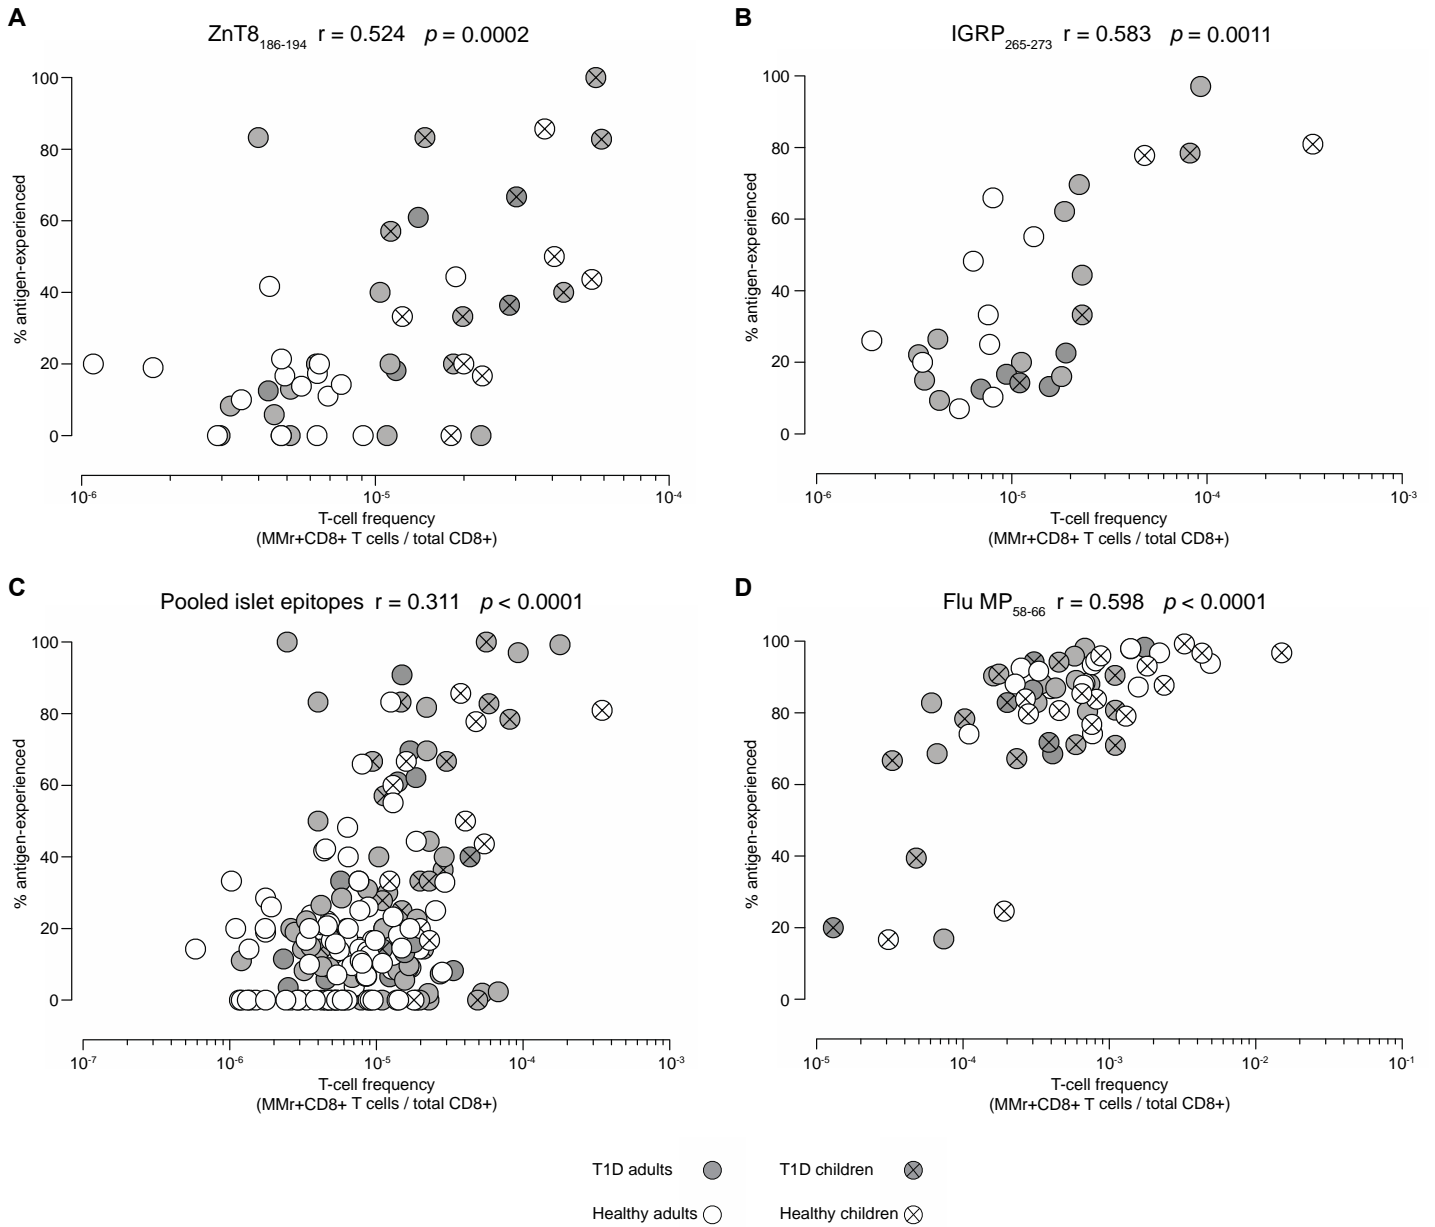 A
ZnT8186-194 r = 0.524 p = 0.0002
100
80
60
40
20
0
% antigen-experienced
10-6
10-5
10-4
T-cell frequency
(MMr+CD8+ T cells / total CD8+)
B
IGRP265-273 r = 0.583 p = 0.0011
100
80
60
40
20
0
% antigen-experienced
10-6
10-5
10-4
10-3
T-cell frequency
(MMr+CD8+ T cells / total CD8+)
C
Pooled islet epitopes r = 0.311 p < 0.0001
100
80
60
40
20
0
% antigen-experienced
10-7
10-6
10-5
10-4
10-3
T-cell frequency
(MMr+CD8+ T cells / total CD8+)
D
Flu MP58-66 r = 0.598 p < 0.0001
100
80
60
40
20
0
% antigen-experienced
10-5
10-4
10-3
10-2
10-1
T-cell frequency
(MMr+CD8+ T cells / total CD8+)
T1D adults
T1D children
Healthy adults
Healthy children